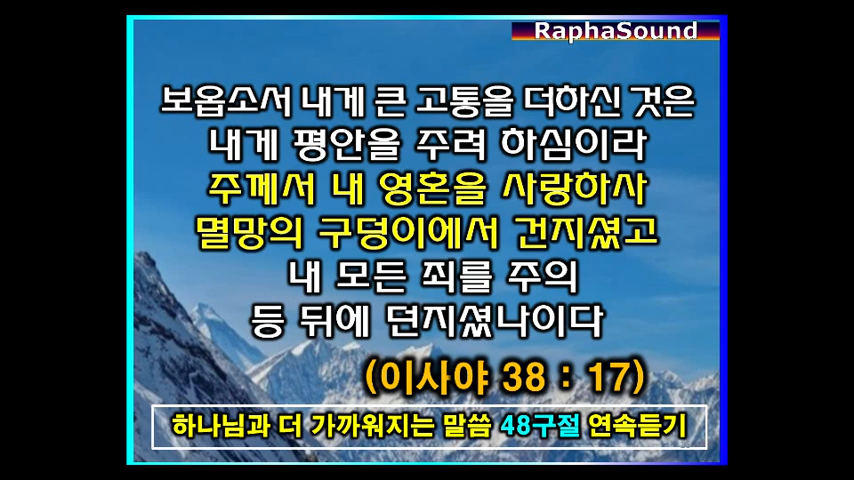 RaphaSound
보옵소서 내게 큰 고통을 더하신 것은
내게 평안을 주려 하심이라
주께서 내 영혼을 사랑하사
멸망의 구덩이에서 건지셨고
내 모든 죄를 주의
등 뒤에 던지셨나이다
(이사야 38 : 17)
하나님과 더 가까워지는 말씀 48구절 연속듣기